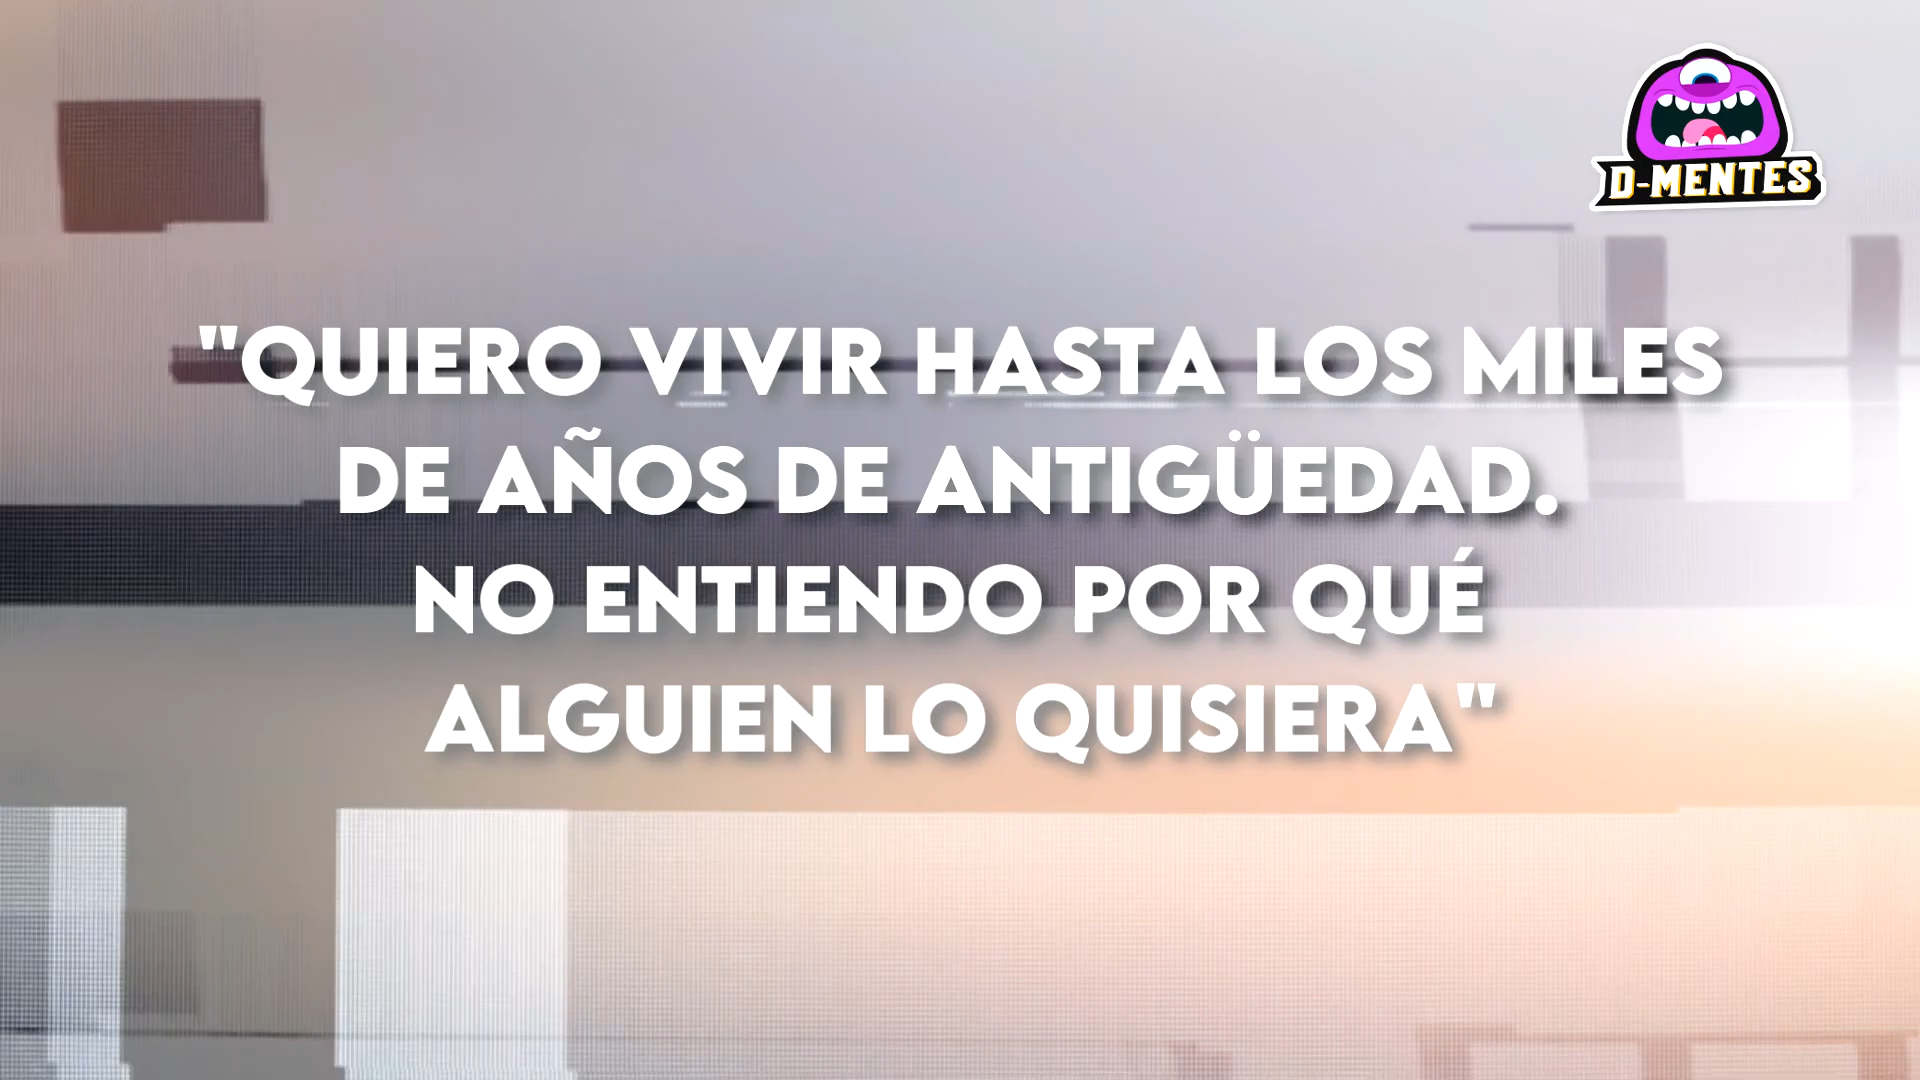 D-MENTES
"QUIERO VIVIR HASTA LOS MILES
DE AÑOS DE ANTIGÜEDAD.
NO ENTIENDO POR QUÉ
ALGUIEN LO QUISIERA"